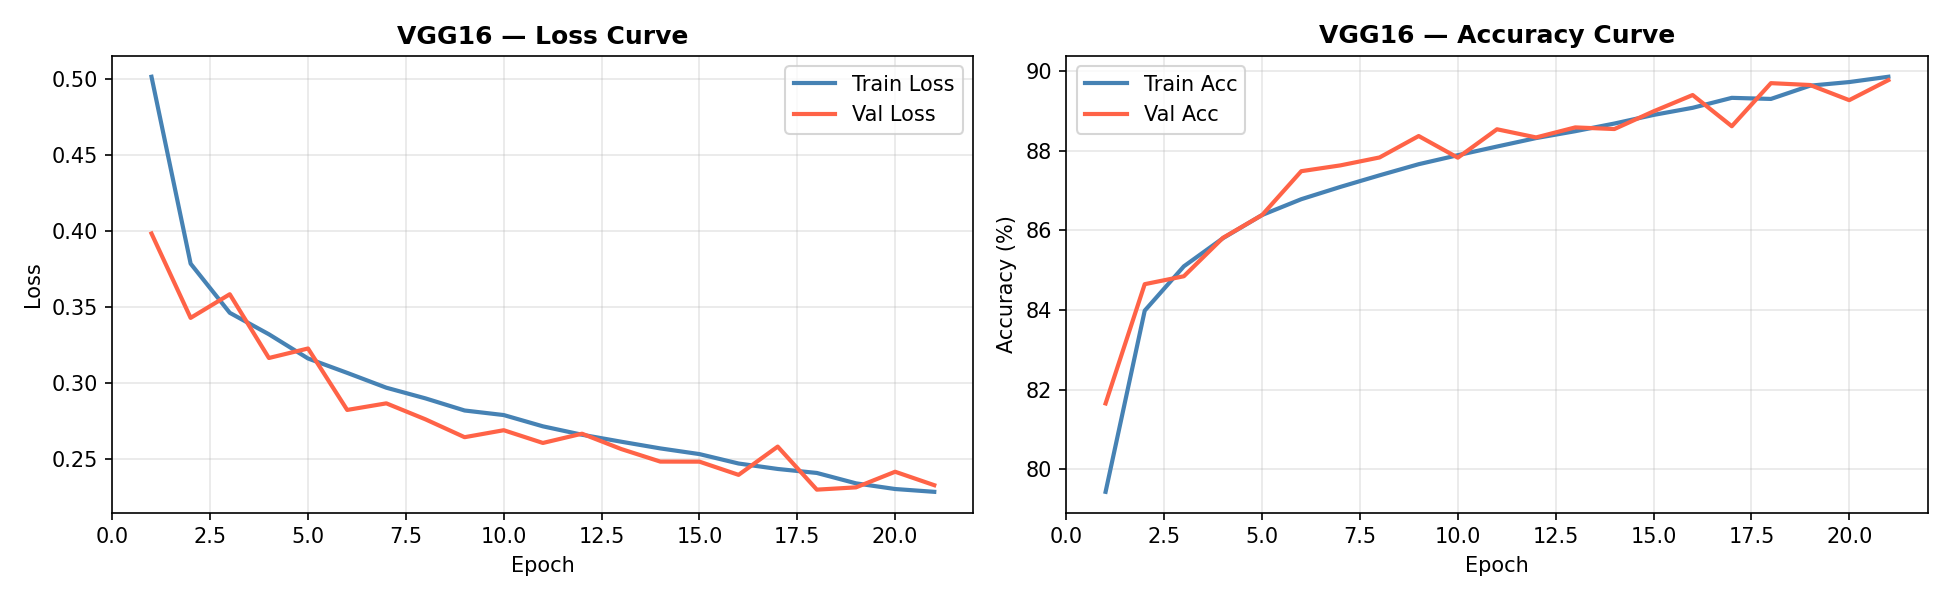 VGG16 — Loss Curve
Train Loss
Val Loss
0.50
0.45
0.40
0.35
0.30
0.25
Loss
0.0 2.5 5.0 7.5 10.0 12.5 15.0 17.5 20.0
Epoch
VGG16 — Accuracy Curve
Train Acc
Val Acc
90
88
86
84
82
80
Accuracy (%)
0.0 2.5 5.0 7.5 10.0 12.5 15.0 17.5 20.0
Epoch